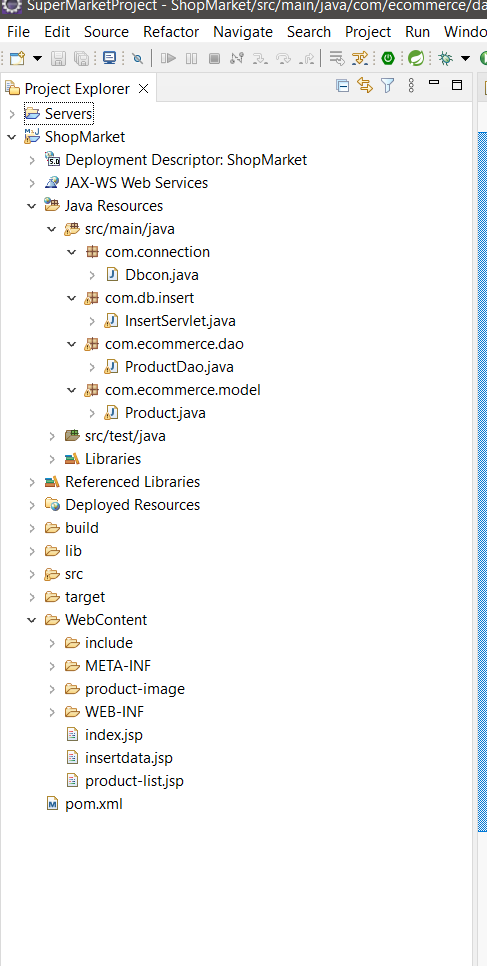 SuperMarketProject - ShopMarket/src/main/java/com/ecommerce/da
File Edit Source Refactor Navigate Search Project Run Windo
Project Explorer
Servers
ShopMarket
Deployment Descriptor: ShopMarket
JAX-WS Web Services
Java Resources
src/main/java
com.connection
Dbcon.java
com.db.insert
InsertServlet.java
com.ecommerce.dao
ProductDao.java
com.ecommerce.model
Product.java
src/test/java
Libraries
Referenced Libraries
Deployed Resources
build
lib
src
target
WebContent
include
META-INF
product-image
WEB-INF
index.jsp
insertdata.jsp
product-list.jsp
pom.xml